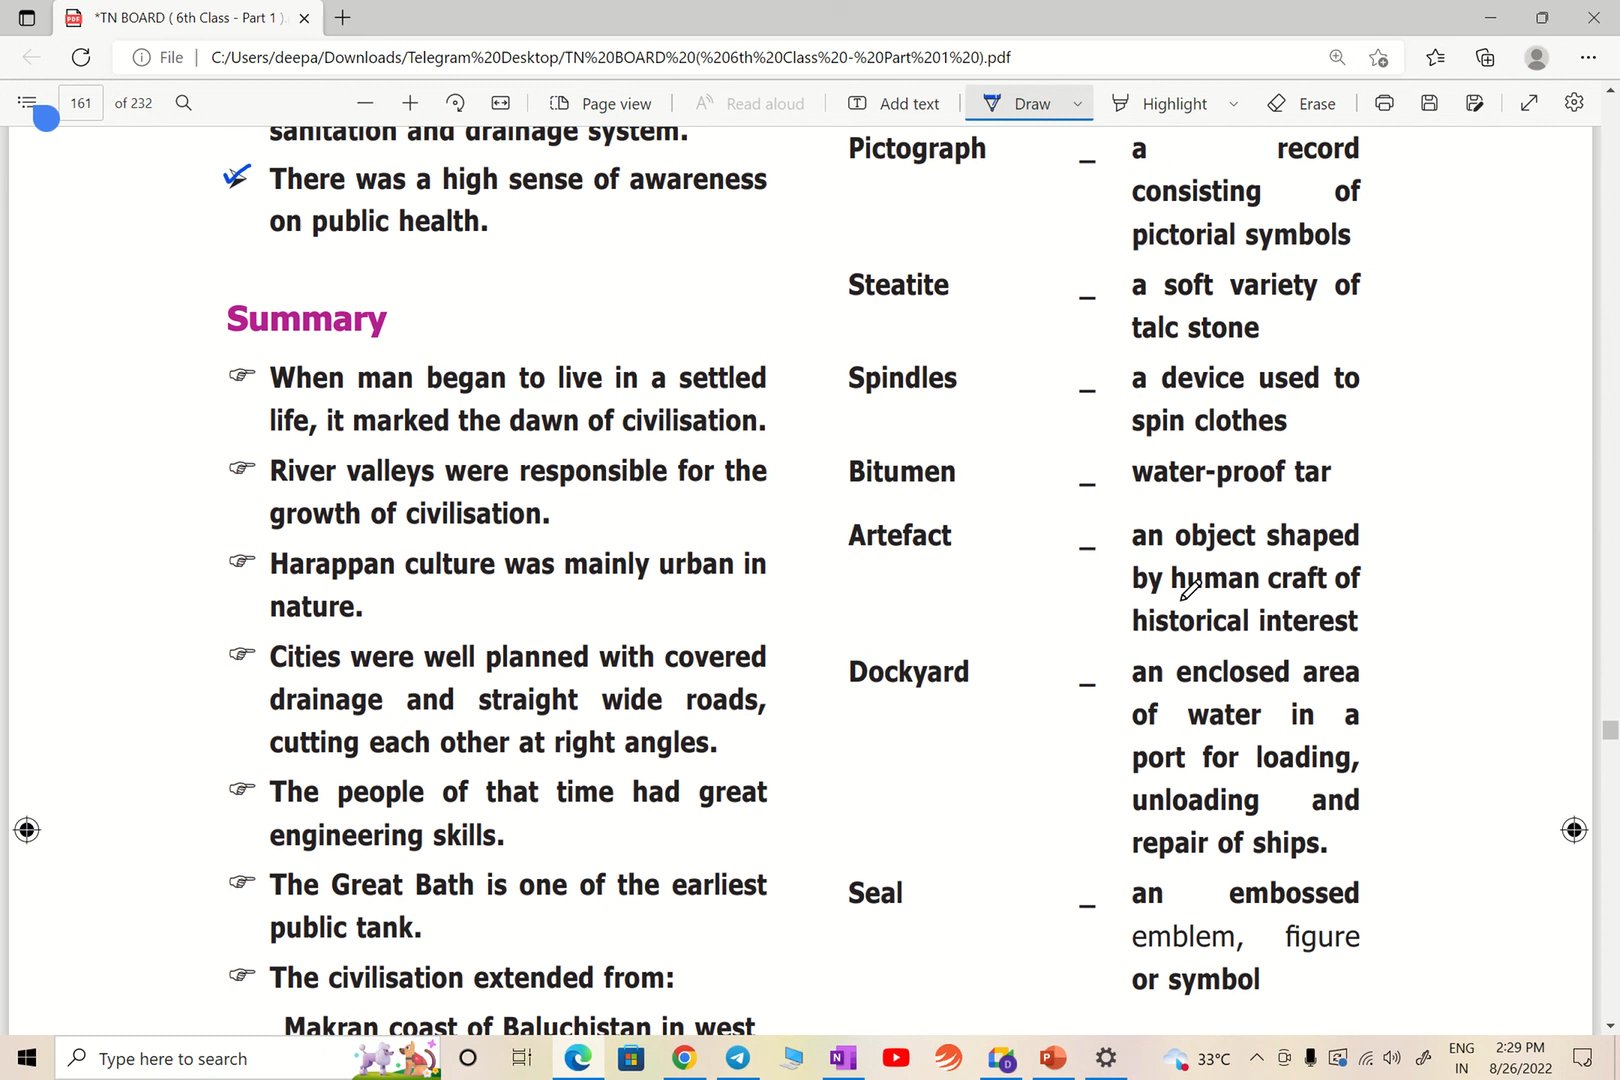 *TN BOARD ( 6th Class - Part 1 ).
File
C:/Users/deepa/Downloads/Telegram%20Desktop/TN%20BOARD%20(%206th%20Class%20-%20Part%201%20).pdf
161 of 232
Page view
Read aloud
Add text
Draw
Highlight
Erase
sanitation and drainage system.
There was a high sense of awareness
on public health.
Summary
When man began to live in a settled
life, it marked the dawn of civilisation.
River valleys were responsible for the
growth of civilisation.
Harappan culture was mainly urban in
nature.
Cities were well planned with covered
drainage and straight wide roads,
cutting each other at right angles.
The people of that time had great
engineering skills.
The Great Bath is one of the earliest
public tank.
The civilisation extended from:
Makran coast of Baluchistan in west
Pictograph _ a record
consisting of
pictorial symbols
Steatite _ a soft variety of
talc stone
Spindles _ a device used to
spin clothes
Bitumen _ water-proof tar
Artefact _ an object shaped
by human craft of
historical interest
Dockyard _ an enclosed area
of water in a
port for loading,
unloading and
repair of ships.
Seal _ an embossed
emblem, figure
or symbol
Type here to search
33°C
ENG
IN
2:29 PM
8/26/2022